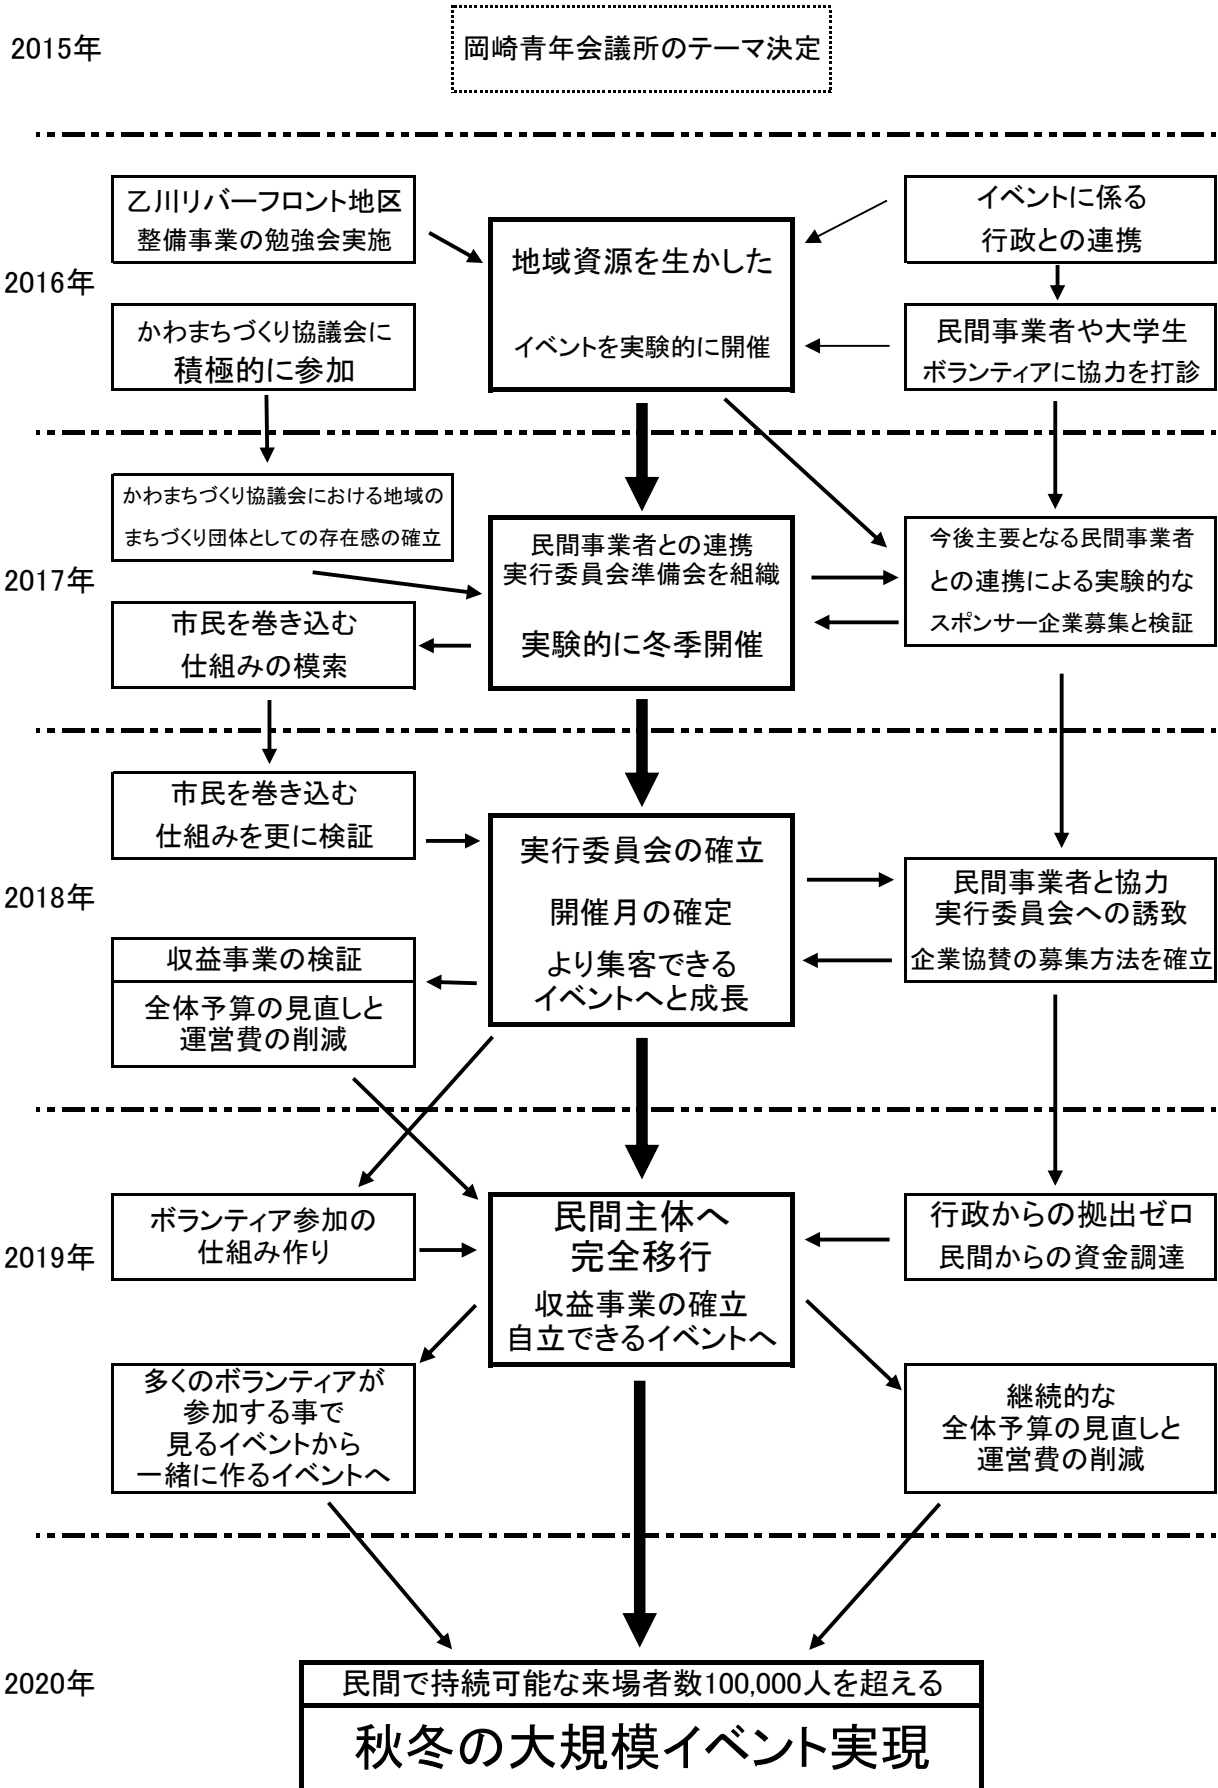 2015年
岡崎青年会議所のテーマ決定
2016年
乙川リバーフロント地区
整備事業の勉強会実施
かわまちづくり協議会に
積極的に参加
地域資源を生かした
イベントを実験的に開催
イベントに係る
行政との連携
民間事業者や大学生
ボランティアに協力を打診
2017年
かわまちづくり協議会における地域の
まちづくり団体としての存在感の確立
市民を巻き込む
仕組みの模索
民間事業者との連携
実行委員会準備会を組織
実験的に冬季開催
今後主要となる民間事業者
との連携による実験的な
スポンサー企業募集と検証
2018年
市民を巻き込む
仕組みを更に検証
収益事業の検証
全体予算の見直しと
運営費の削減
実行委員会の確立
開催月の確定
より集客できる
イベントへと成長
民間事業者と協力
実行委員会への誘致
企業協賛の募集方法を確立
2019年
ボランティア参加の
仕組み作り
多くのボランティアが
参加する事で
見るイベントから
一緒に作るイベントへ
民間主体へ
完全移行
収益事業の確立
自立できるイベントへ
行政からの拠出ゼロ
民間からの資金調達
継続的な
全体予算の見直しと
運営費の削減
2020年
民間で持続可能な来場者数100,000人を超える
秋冬の大規模イベント実現